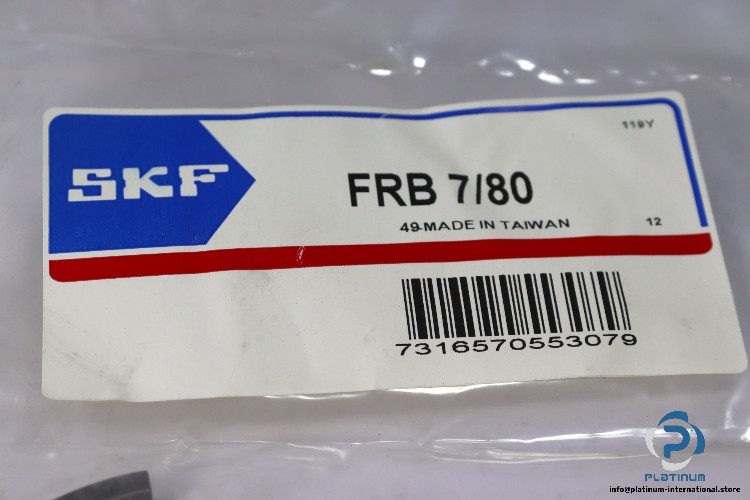 119Y
SKF
FRB 7/80
49-MADE IN TAIWAN 12
7316570553079
PLATINUM
info@platinum-international.store